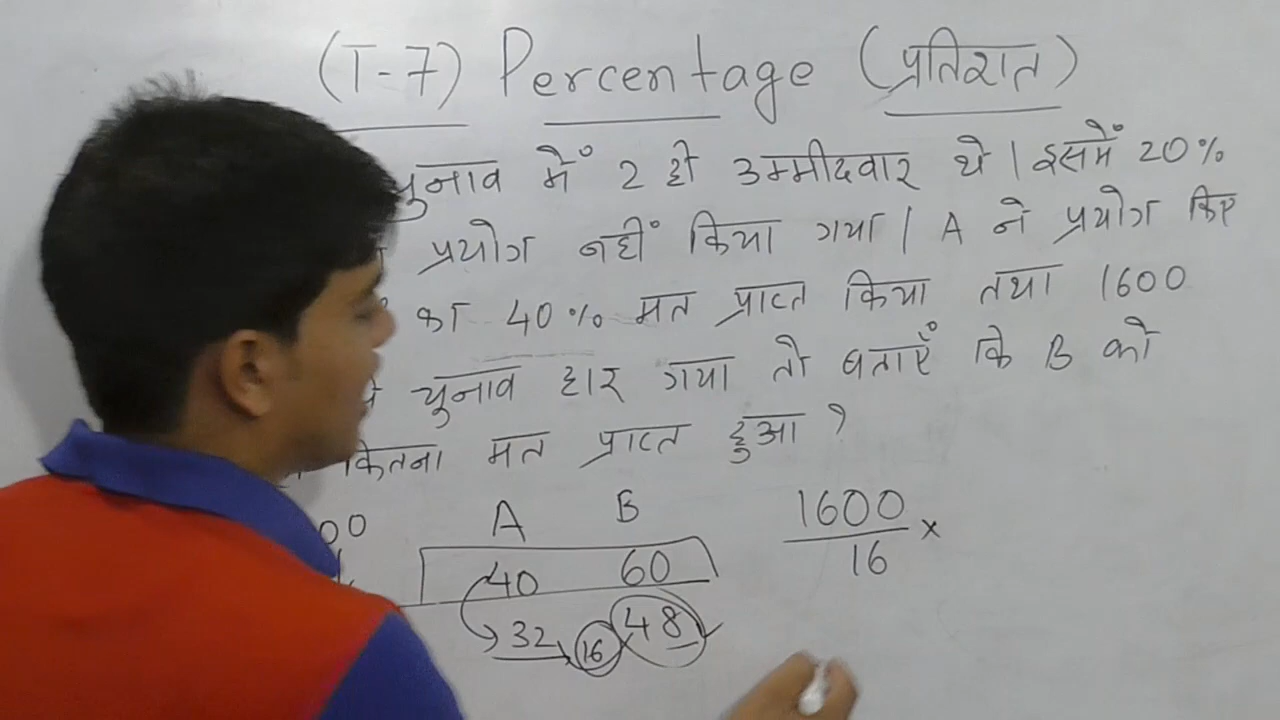 (T-7) Percentage (प्रतिशत)
चुनाव में 2 ही उम्मीदवार थे | इसमें 20%
प्रयोग नहीं किया गया | A ने प्रयोग किए
का 40% मत प्राप्त किया तथा 1600
चुनाव हार गया तो बताएँ कि B को
कितना मत प्राप्त हुआ ?
00 A B 1600/16 ×
40 60
32 16 48